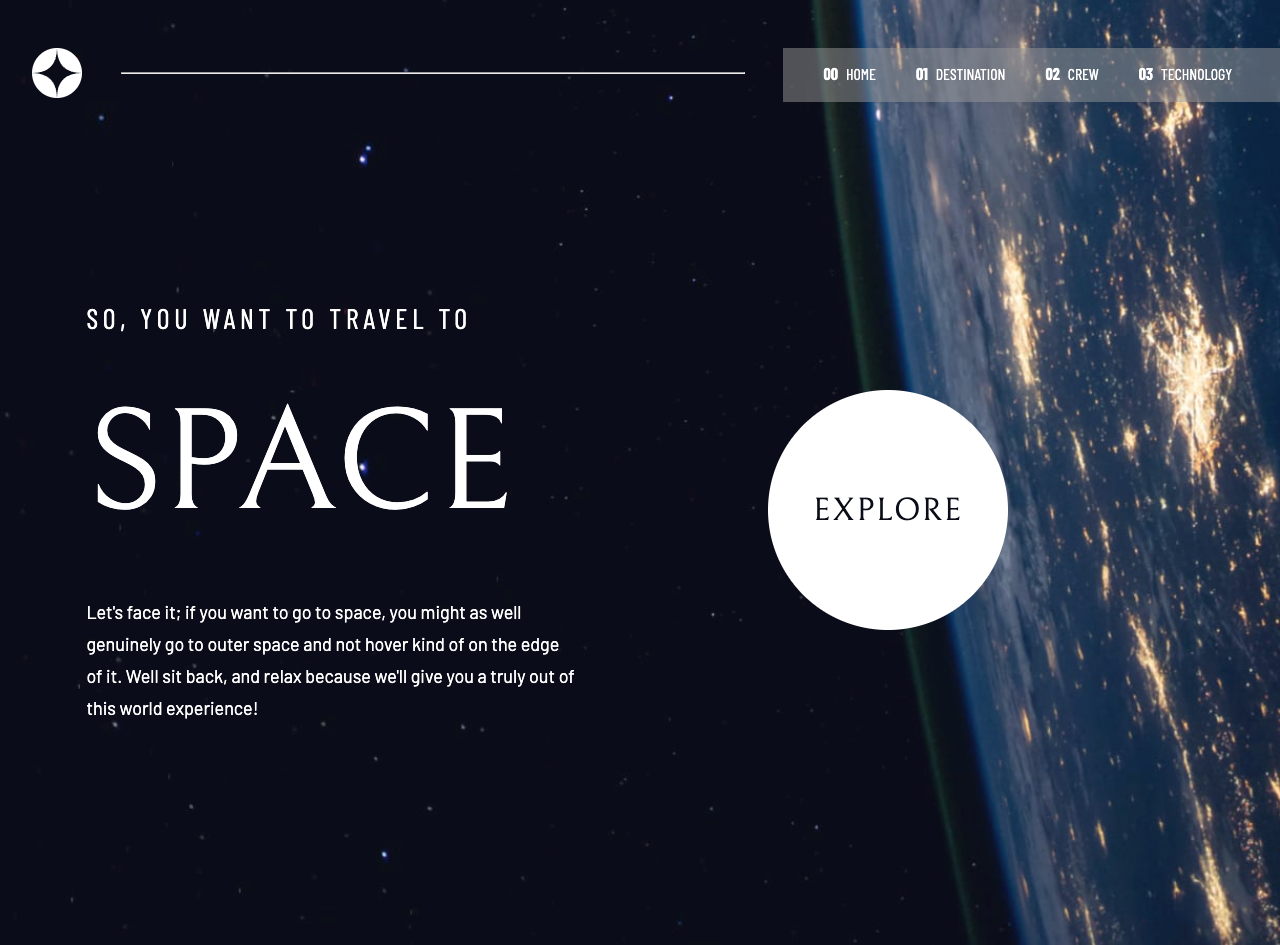 00 HOME 01 DESTINATION 02 CREW 03 TECHNOLOGY
SO, YOU WANT TO TRAVEL TO
SPACE
EXPLORE
Let's face it; if you want to go to space, you might as well
genuinely go to outer space and not hover kind of on the edge
of it. Well sit back, and relax because we'll give you a truly out of
this world experience!